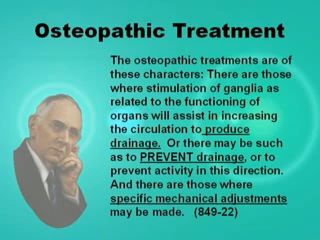 Osteopathic Treatment
The osteopathic treatments are of
these characters: There are those
where stimulation of ganglia as
related to the functioning of
organs will assist in increasing
the circulation to produce
drainage. Or there may be such
as to PREVENT drainage, or to
prevent activity in this direction.
And there are those where
specific mechanical adjustments
may be made. (849-22)